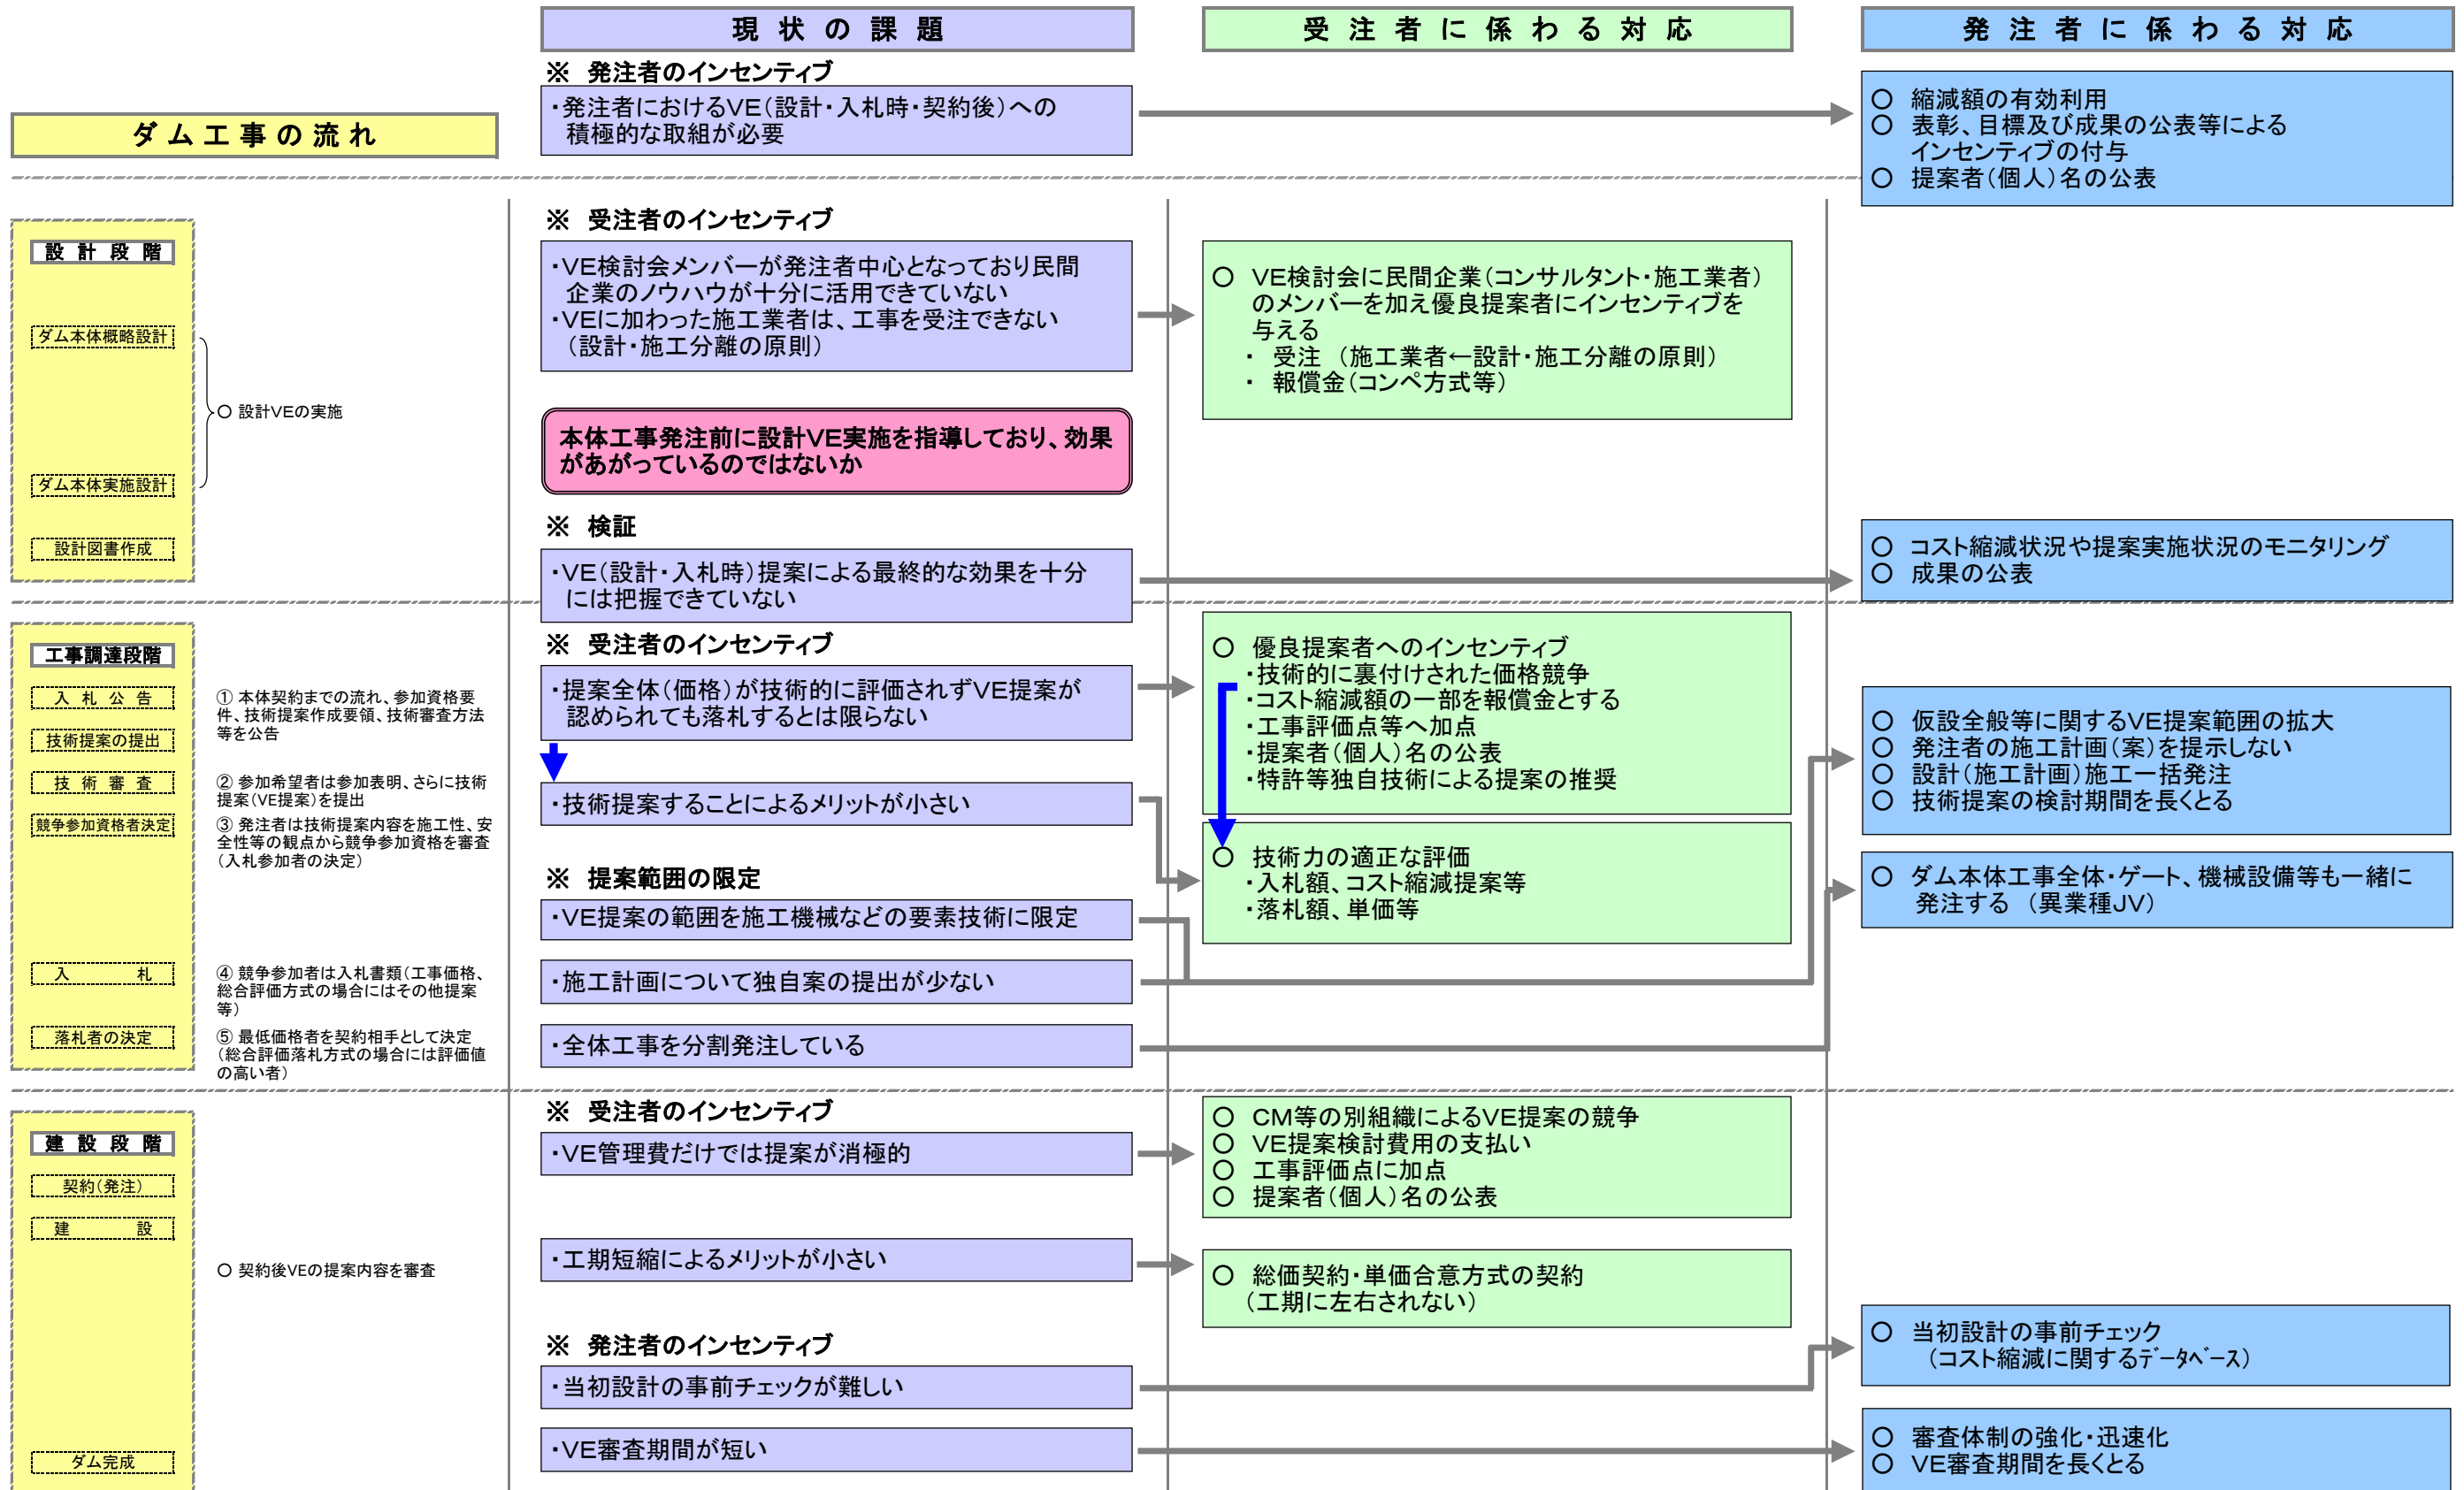 現状の課題
受注者に係わる対応
発注者に係わる対応
ダム工事の流れ
※ 発注者のインセンティブ
・発注者におけるVE（設計・入札時・契約後）への
積極的な取組が必要
○ 縮減額の有効利用
○ 表彰、目標及び成果の公表等による
インセンティブの付与
○ 提案者（個人）名の公表
設計段階
ダム本体概略設計
○ 設計VEの実施
ダム本体実施設計
設計図書作成
※ 受注者のインセンティブ
・VE検討会メンバーが発注者中心となっており民間
企業のノウハウが十分に活用できていない
・VEに加わった施工業者は、工事を受注できない
（設計・施工分離の原則）
○ VE検討会に民間企業（コンサルタント・施工業者）
のメンバーを加え優良提案者にインセンティブを
与える
・ 受注 （施工業者←設計・施工分離の原則）
・ 報償金（コンペ方式等）
本体工事発注前に設計VE実施を指導しており、効果
があがっているのではないか
※ 検証
・VE（設計・入札時）提案による最終的な効果を十分
には把握できていない
○ コスト縮減状況や提案実施状況のモニタリング
○ 成果の公表
工事調達段階
入札公告
技術提案の提出
技術審査
競争参加資格者決定
入札
落札者の決定
① 本体契約までの流れ、参加資格要
件、技術提案作成要領、技術審査方法
等を公告
② 参加希望者は参加表明、さらに技術
提案（VE提案）を提出
③ 発注者は技術提案内容を施工性、安
全性等の観点から競争参加資格を審査
（入札参加者の決定）
④ 競争参加者は入札書類（工事価格、
総合評価方式の場合にはその他提案
等）
⑤ 最低価格者を契約相手として決定
（総合評価落札方式の場合には評価値
の高い者）
※ 受注者のインセンティブ
・提案全体（価格）が技術的に評価されずVE提案が
認められても落札するとは限らない
・技術提案することによるメリットが小さい
※ 提案範囲の限定
・VE提案の範囲を施工機械などの要素技術に限定
・施工計画について独自案の提出が少ない
・全体工事を分割発注している
○ 優良提案者へのインセンティブ
・技術的に裏付けされた価格競争
・コスト縮減額の一部を報償金とする
・工事評価点等へ加点
・提案者（個人）名の公表
・特許等独自技術による提案の推奨
○ 技術力の適正な評価
・入札額、コスト縮減提案等
・落札額、単価等
○ 仮設全般等に関するVE提案範囲の拡大
○ 発注者の施工計画（案）を提示しない
○ 設計（施工計画）施工一括発注
○ 技術提案の検討期間を長くとる
○ ダム本体工事全体・ゲート、機械設備等も一緒に
発注する （異業種JV）
建設段階
契約（発注）
建設
○ 契約後VEの提案内容を審査
ダム完成
※ 受注者のインセンティブ
・VE管理費だけでは提案が消極的
・工期短縮によるメリットが小さい
※ 発注者のインセンティブ
・当初設計の事前チェックが難しい
・VE審査期間が短い
○ CM等の別組織によるVE提案の競争
○ VE提案検討費用の支払い
○ 工事評価点に加点
○ 提案者（個人）名の公表
○ 総価契約・単価合意方式の契約
（工期に左右されない）
○ 当初設計の事前チェック
（コスト縮減に関するﾃﾞｰﾀﾍﾞｰｽ）
○ 審査体制の強化・迅速化
○ VE審査期間を長くとる